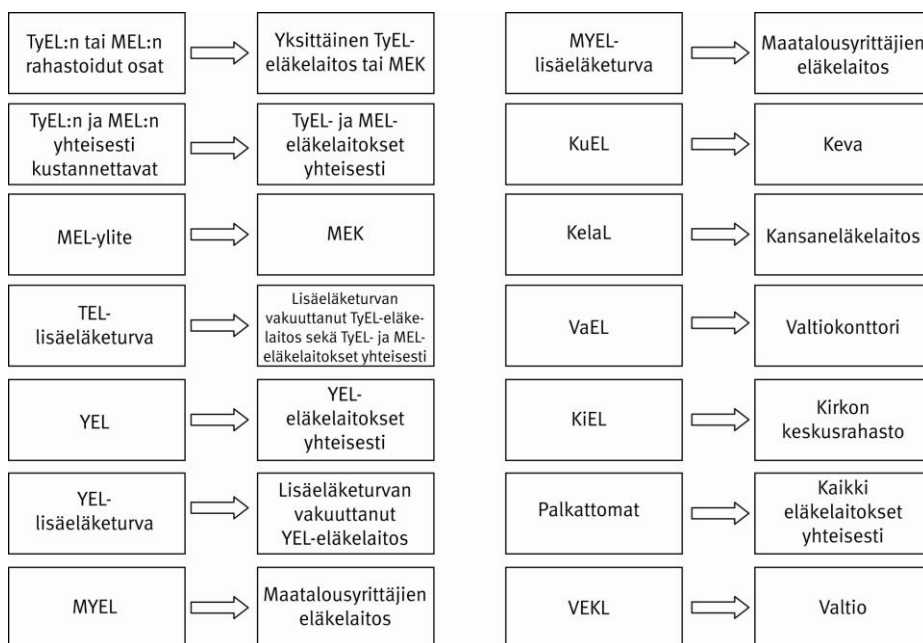 TyEL:n tai MEL:n
rahastoidut osat
Yksittäinen TyEL-
eläkelaitos tai MEK
TyEL:n ja MEL:n
yhteisesti
kustannettavat
TyEL- ja MEL-
eläkelaitokset
yhteisesti
MEL-ylite
MEK
TEL-
lisäeläketurva
Lisäeläketurvan
vakuuttanut TyEL-eläke-
laitos sekä TyEL- ja MEL-
eläkelaitokset yhteisesti
YEL
YEL-
eläkelaitokset
yhteisesti
YEL-
lisäeläketurva
Lisäeläketurvan
vakuuttanut
YEL-eläkelaitos
MYEL
Maatalousyrittäjien
eläkelaitos
MYEL-
lisäeläketurva
Maatalousyrittäjien
eläkelaitos
KuEL
Keva
KelaL
Kansaneläkelaitos
VaEL
Valtiokonttori
KiEL
Kirkon
keskusrahasto
Palkattomat
Kaikki
eläkelaitokset
yhteisesti
VEKL
Valtio